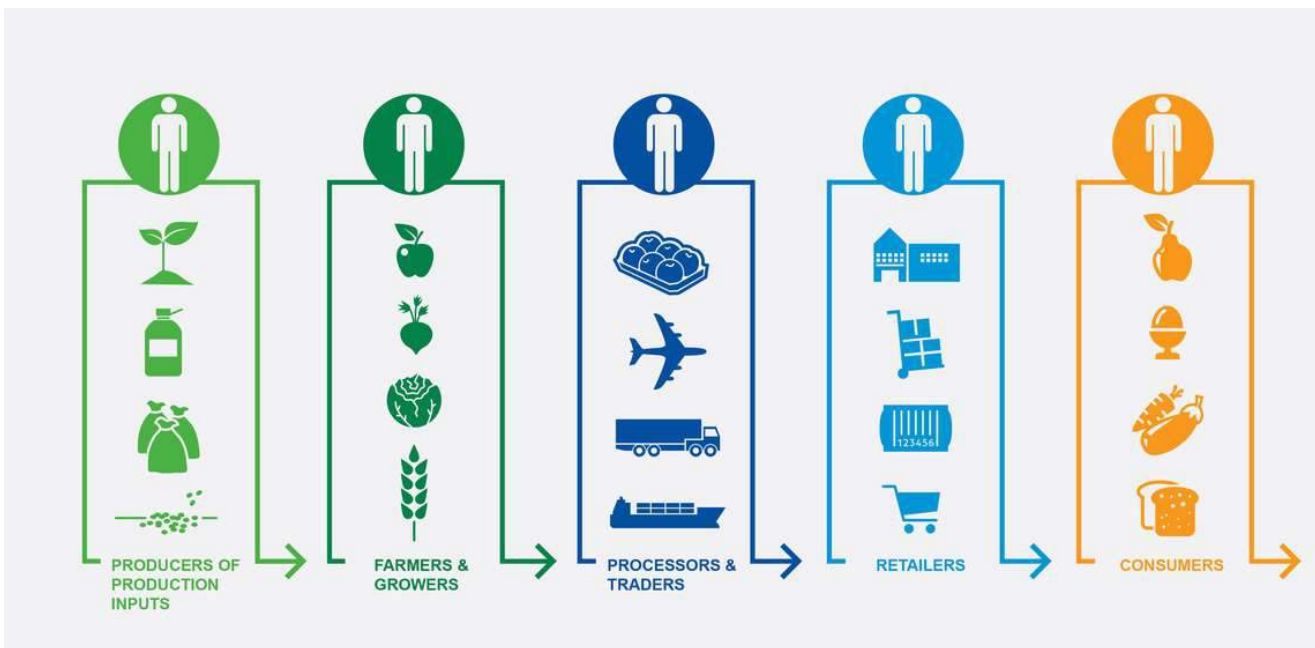 123456
PRODUCERS OF
PRODUCTION
INPUTS
FARMERS &
GROWERS
PROCESSORS &
TRADERS
RETAILERS
CONSUMERS